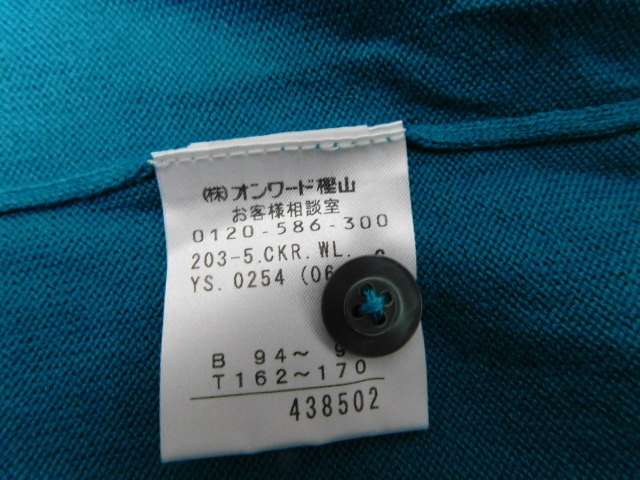 (株)オンワード樫山
お客様相談室
0120-586-300
203-5.CKR.WL.
YS.0254 (06
B 94～ 9
T162～170
438502